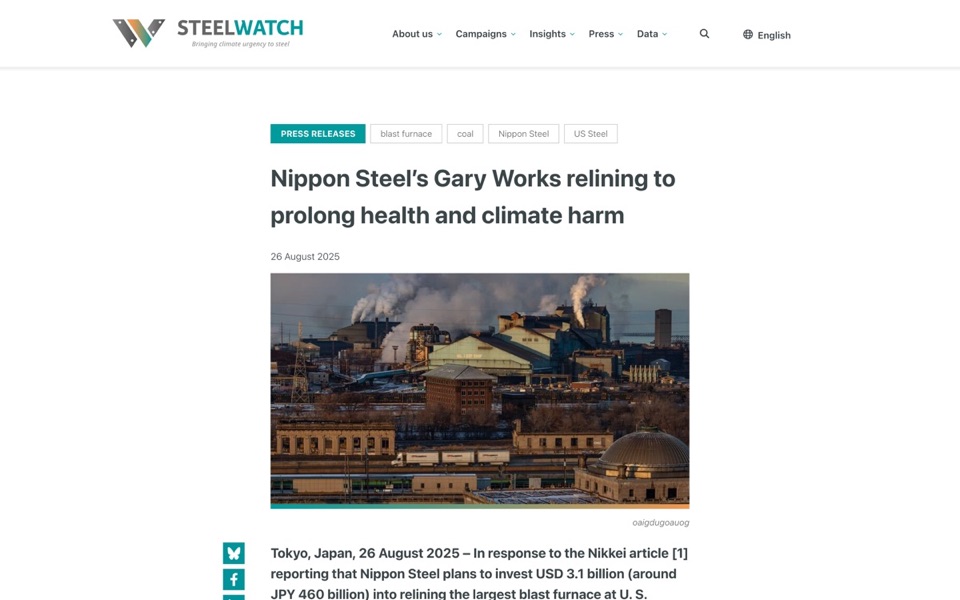 STEELWATCH
Bringing climate urgency to steel
About us Campaigns Insights Press Data English
PRESS RELEASES blast furnace coal Nippon Steel US Steel
Nippon Steel's Gary Works relining to
prolong health and climate harm
26 August 2025
oaigdugoauog
Tokyo, Japan, 26 August 2025 – In response to the Nikkei article [1]
reporting that Nippon Steel plans to invest USD 3.1 billion (around
JPY 460 billion) into relining the largest blast furnace at U. S.